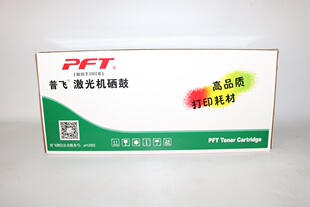 PFT
(始创于2002年)
普飞 激光机硒鼓
高品质
打印耗材
PFT Toner Cartridge